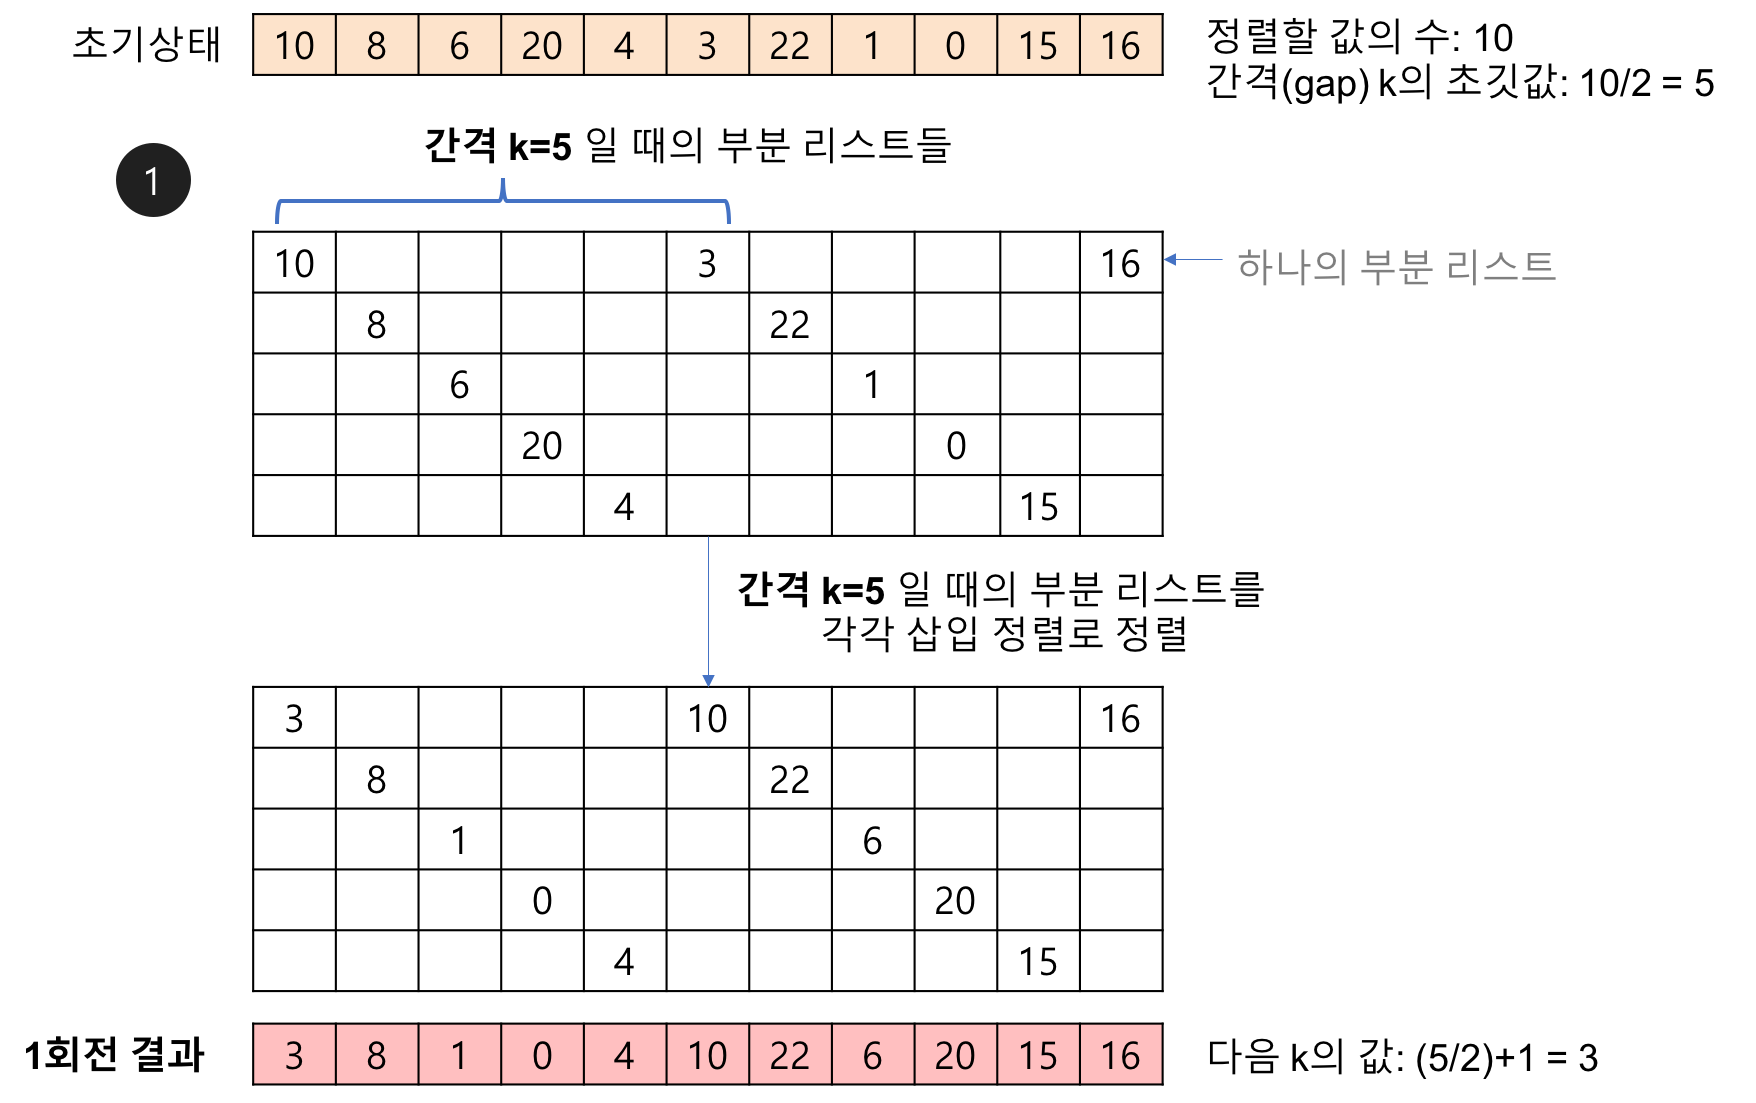 초기상태 10 8 6 20 4 3 22 1 0 15 16
정렬할 값의 수: 10
간격(gap) k의 초깃값: 10/2 = 5
1
간격 k=5 일 때의 부분 리스트들
10 3 16
하나의 부분 리스트
8 22
6 1
20 0
4 15
간격 k=5 일 때의 부분 리스트를
각각 삽입 정렬로 정렬
3 10 16
8 22
1 6
0 20
4 15
1회전 결과 3 8 1 0 4 10 22 6 20 15 16
다음 k의 값: (5/2)+1 = 3